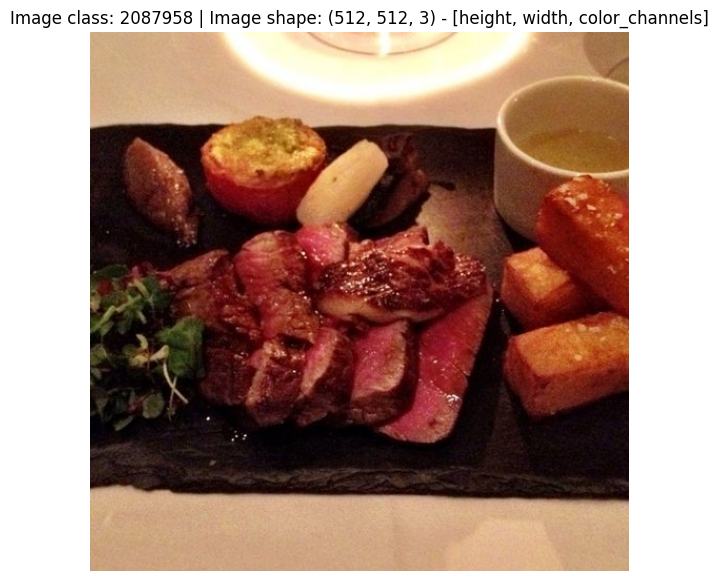 Image class: 2087958 | Image shape: (512, 512, 3) - [height, width, color_channels]